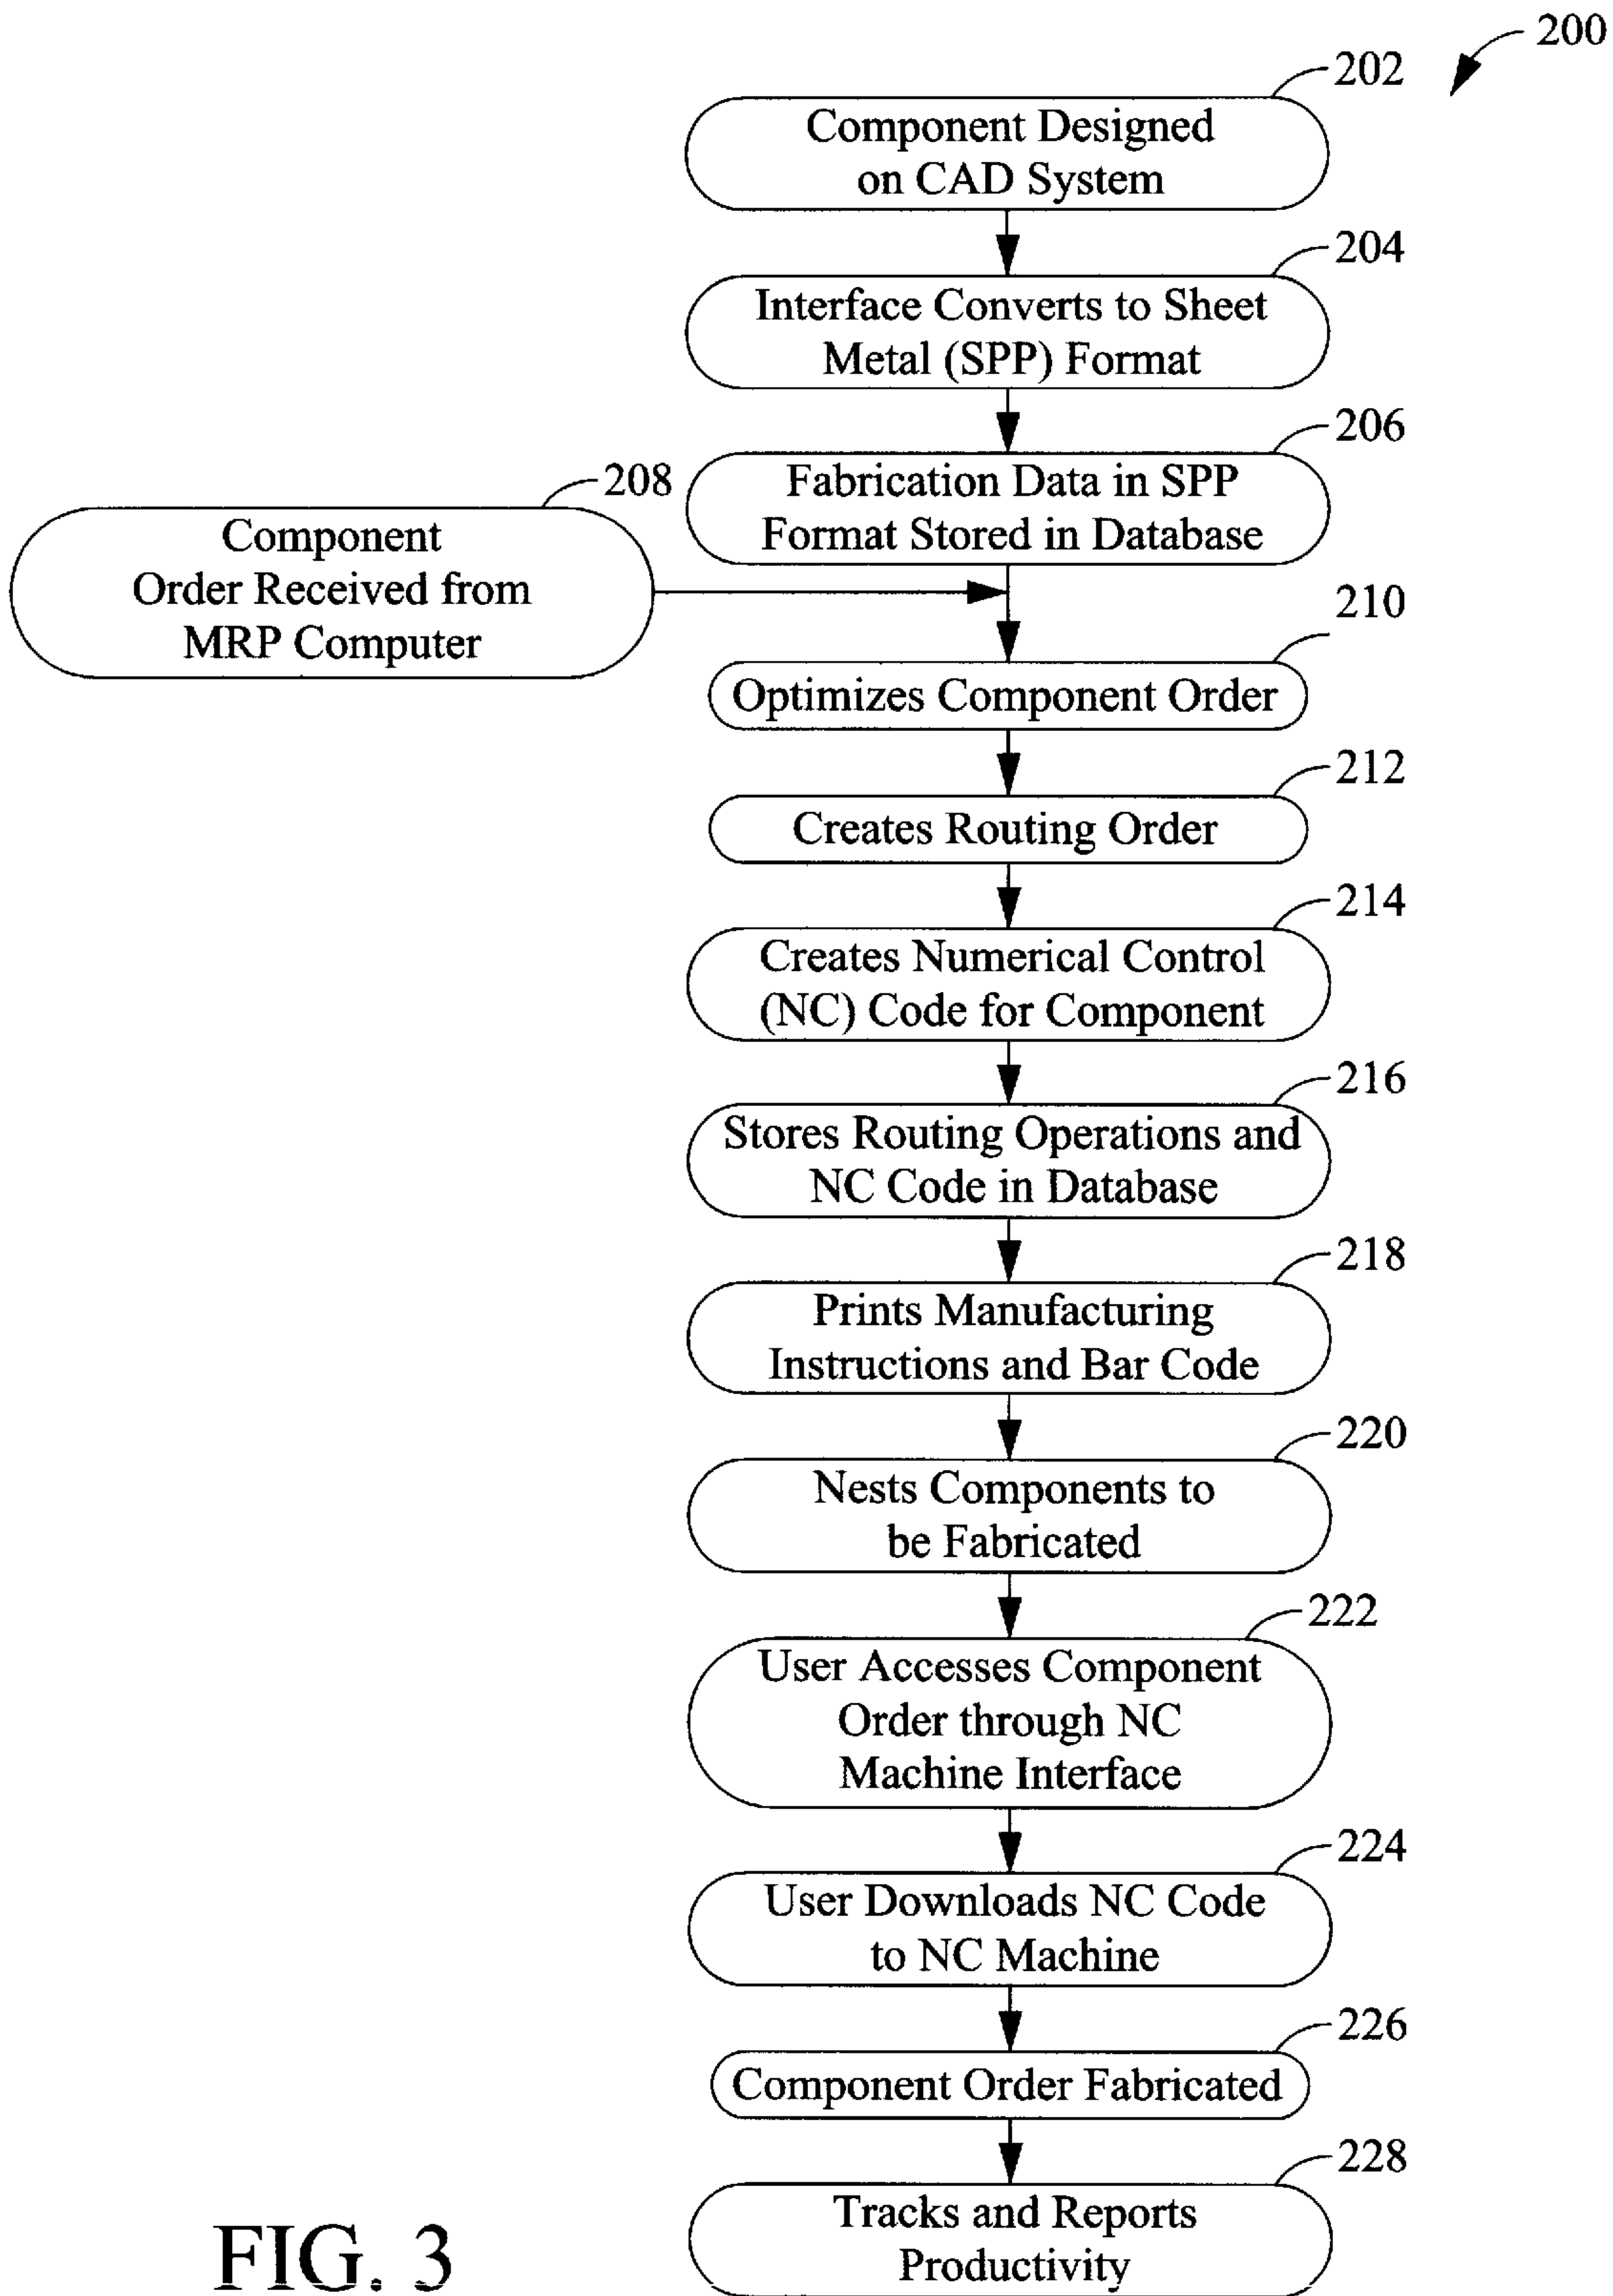 200
202
Component Designed
on CAD System
204
Interface Converts to Sheet
Metal (SPP) Format
206
Fabrication Data in SPP
Format Stored in Database
208
Component
Order Received from
MRP Computer
210
Optimizes Component Order
212
Creates Routing Order
214
Creates Numerical Control
(NC) Code for Component
216
Stores Routing Operations and
NC Code in Database
218
Prints Manufacturing
Instructions and Bar Code
220
Nests Components to
be Fabricated
222
User Accesses Component
Order through NC
Machine Interface
224
User Downloads NC Code
to NC Machine
226
Component Order Fabricated
228
Tracks and Reports
Productivity
FIG. 3